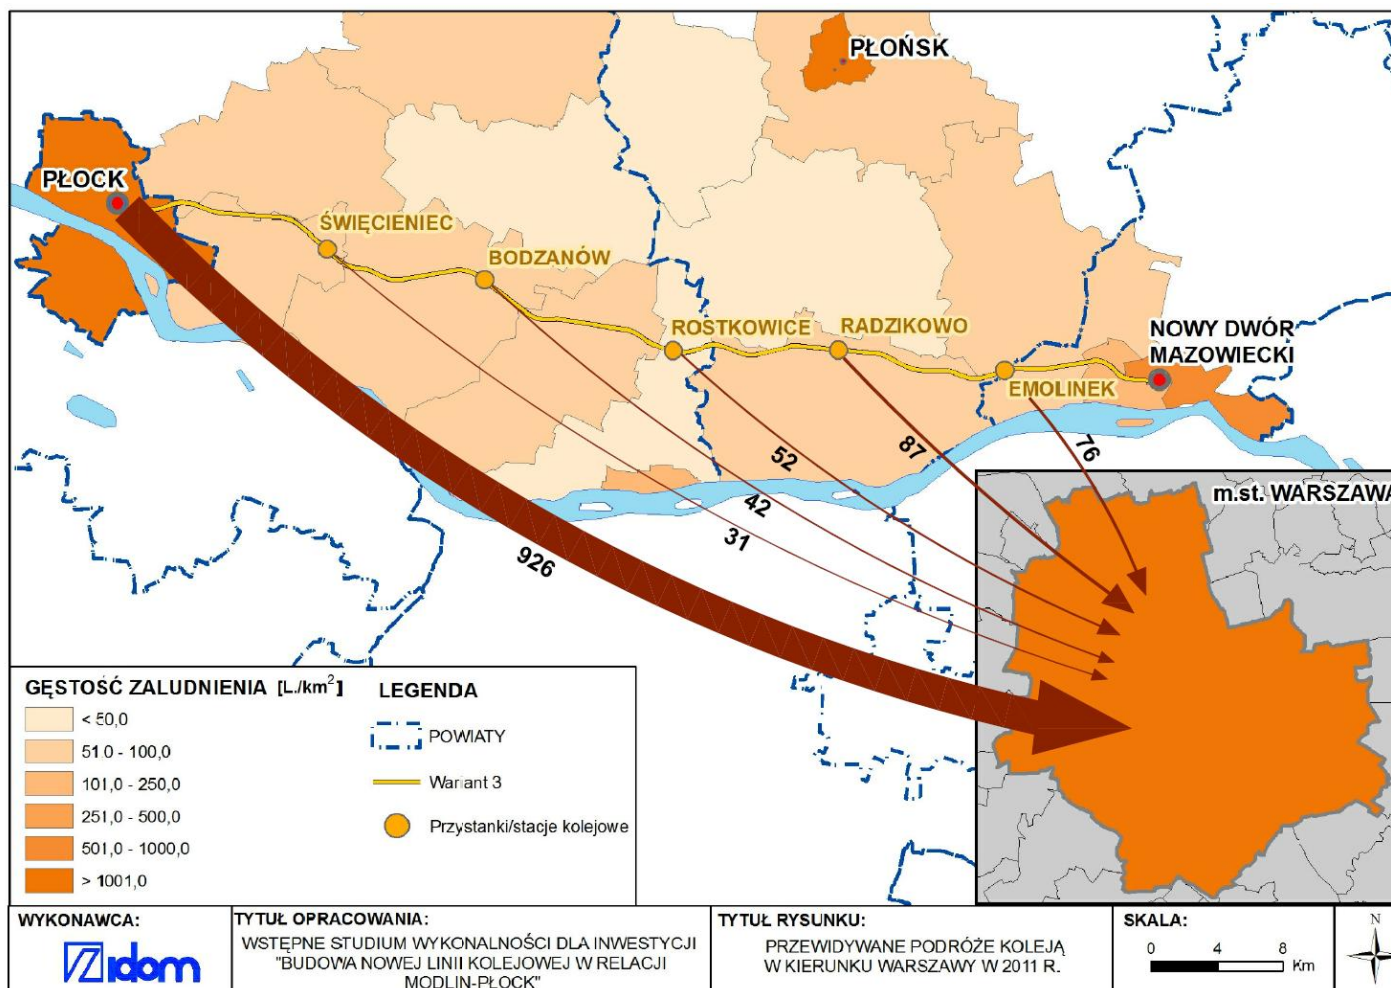 PŁOŃSK
PŁOCK
ŚWIĘCIENIEC
BODZANÓW
ROSTKOWICE
RADZIKOWO
NOWY DWÓR
MAZOWIECKI
EMOLINEK
52
87
76
42
31
926
m.st. WARSZAWA
GĘSTOŚĆ ZALUDNIENIA [L./km²]
< 50,0
51,0 - 100,0
101,0 - 250,0
251,0 - 500,0
501,0 - 1000,0
> 1001,0
LEGENDA
POWIATY
Wariant 3
Przystanki/stacje kolejowe
WYKONAWCA:
idom
TYTUŁ OPRACOWANIA:
WSTĘPNE STUDIUM WYKONALNOŚCI DLA INWESTYCJI
"BUDOWA NOWEJ LINII KOLEJOWEJ W RELACJI
MODLIN-PŁOCK"
TYTUŁ RYSUNKU:
PRZEWIDYWANE PODRÓŻE KOLEJĄ
W KIERUNKU WARSZAWY W 2011 R.
SKALA:
0 4 8
Km
N